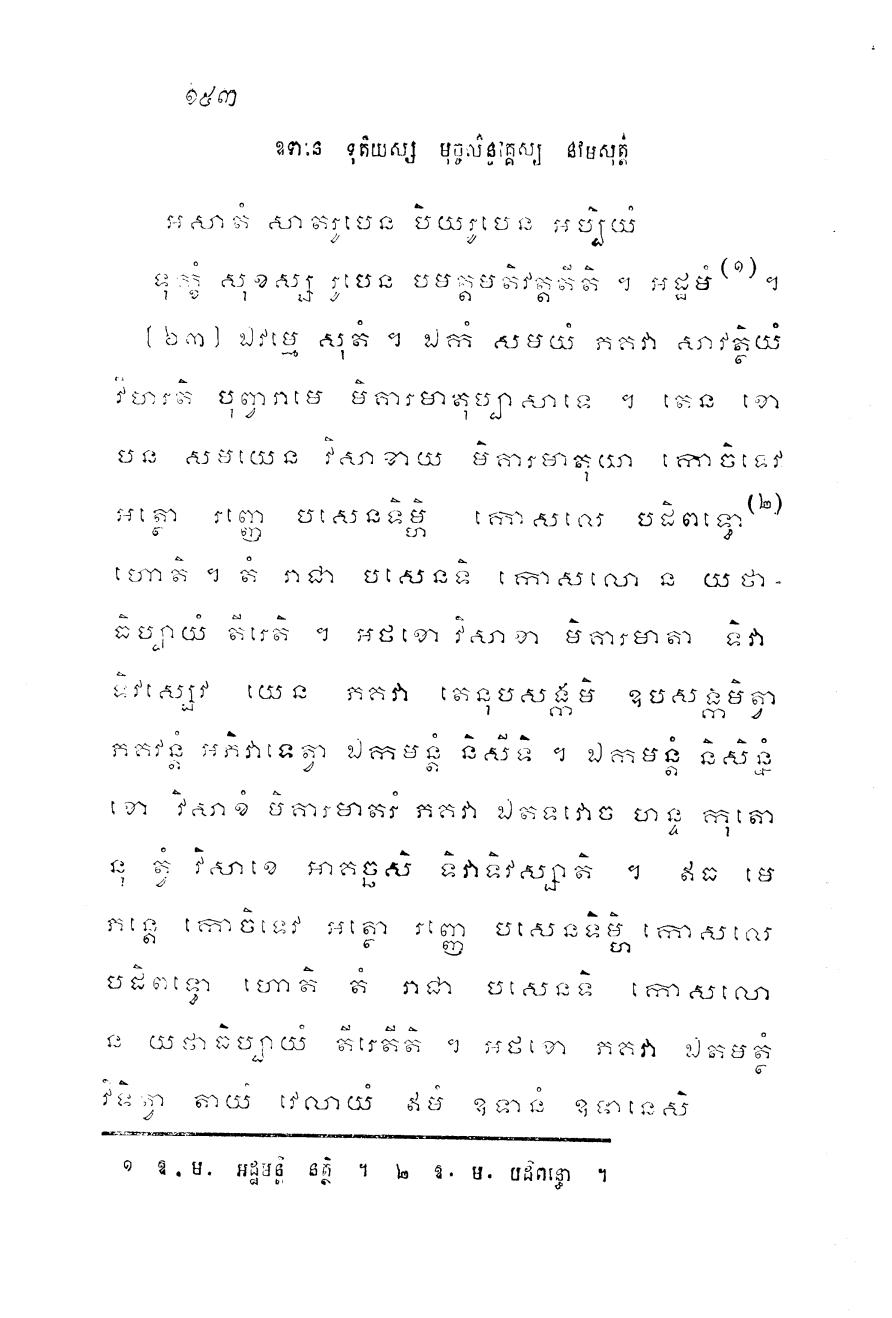 ១៥៣
ឧទានេ ទុតិយស្ស មុច្ចលិន្ទវគ្គស្ស នវមសុត្តំ
អសាតំ សាតរូបេន បិយរូបេន អប្បិយំ
ទុក្ខំ សុខស្ស រូបេន បមត្តមតិវត្តតីតិ ។ អដ្ឋមំ (១) ។
[៦៣] ឯវម្មេ សុតំ ។ ឯកំ សមយំ ភគវា សាវត្ថិយំ
វិហរតិ បុព្វារាមេ មិគារមាតុប្បាសាទេ ។ តេន ខោ
បន សមយេន វិសាខាយ មិគារមាតុយា កោចិទេវ
អត្ថោ រញ្ញេ បសេនទិម្ហិ កោសលេ បដិពទ្ធោ (២)
ហោតិ ។ តំ រាជា បសេនទិ កោសលោ ន យថា-
ធិប្បាយំ តីរេតិ ។ អថខោ វិសាខា មិគារមាតា ទិវា
ទិវស្សេវ យេន ភគវា តេនុបសង្កមិ ឧបសង្កមិត្វា
ភគវន្តំ អភិវាទេត្វា ឯកមន្តំ និសីទិ ។ ឯកមន្តំ និសិន្នំ
ខោ វិសាខំ មិគារមាតរំ ភគវា ឯតទវោច ហន្ទ កុតោ
នុ ត្វំ វិសាខេ អាគច្ឆសិ ទិវាទិវស្សាតិ ។ ឥធ មេ
ភន្តេ កោចិទេវ អត្ថោ រញ្ញេ បសេនទិម្ហិ កោសលេ
បដិពទ្ធោ ហោតិ តំ រាជា បសេនទិ កោសលោ
ន យថាធិប្បាយំ តីរេតីតិ ។ អថខោ ភគវា ឯតមត្ថំ
វិទិត្វា តាយំ វេលាយំ ឥមំ ឧទានំ ឧទានេសិ
១ ឱ. ម. អដ្ឋមន្តិ នត្ថិ ។ ២ ឱ. ម. បដិពន្ធោ ។